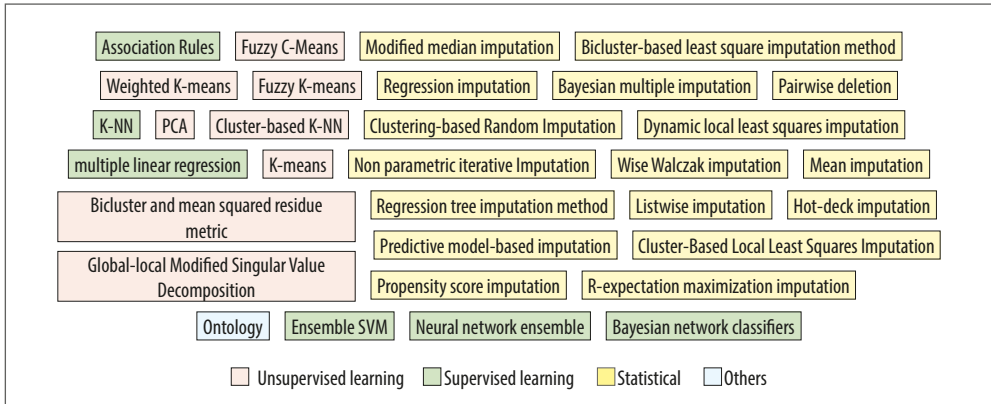 Association Rules Fuzzy C-Means Modified median imputation Bicluster-based least square imputation method
Weighted K-means Fuzzy K-means Regression imputation Bayesian multiple imputation Pairwise deletion
K-NN PCA Cluster-based K-NN Clustering-based Random Imputation Dynamic local least squares imputation
multiple linear regression K-means Non parametric iterative Imputation Wise Walczak imputation Mean imputation
Bicluster and mean squared residue
metric
Regression tree imputation method Listwise imputation Hot-deck imputation
Predictive model-based imputation Cluster-Based Local Least Squares Imputation
Global-local Modified Singular Value
Decomposition
Propensity score imputation R-expectation maximization imputation
Ontology Ensemble SVM Neural network ensemble Bayesian network classifiers
Unsupervised learning Supervised learning Statistical Others